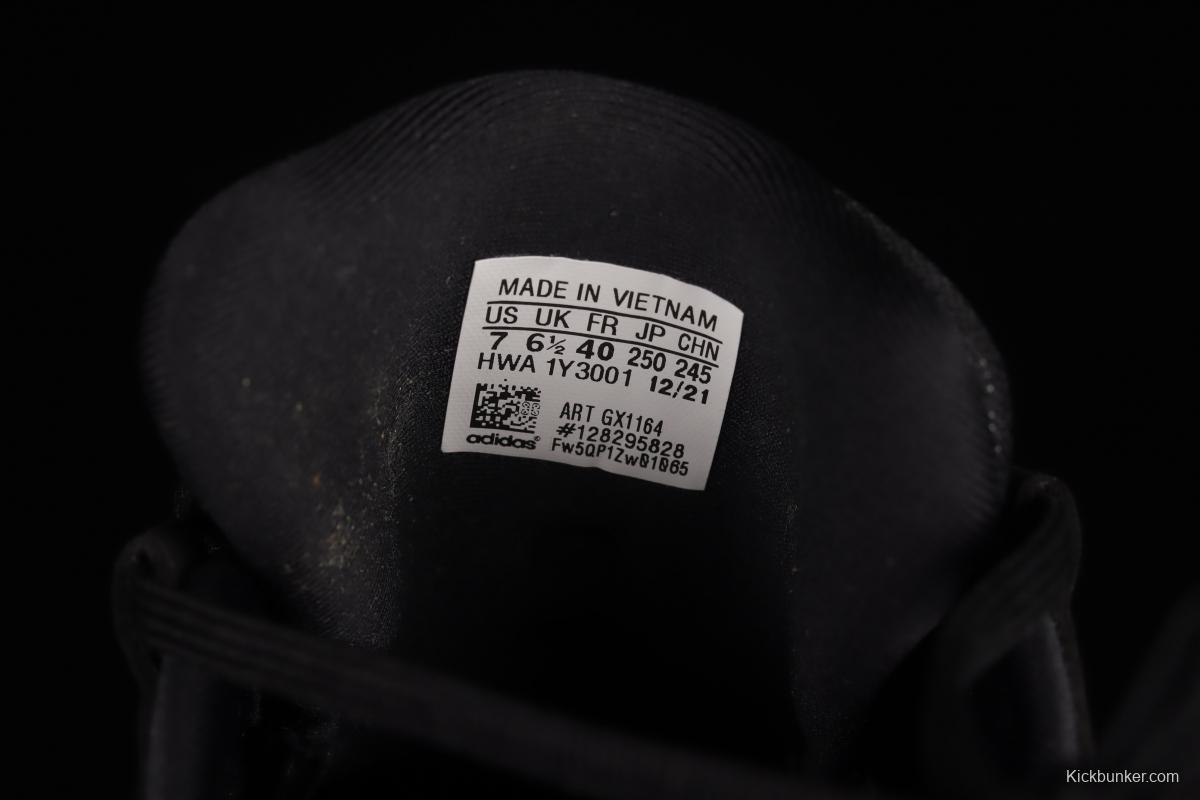 MADE IN VIETNAM
US UK FR JP CHN
7 6½ 40 250 245
HWA 1Y3001 12/21
ART GX1164
#128295828
adidas® Fw5QP1Zw01065
Kickbunker.com